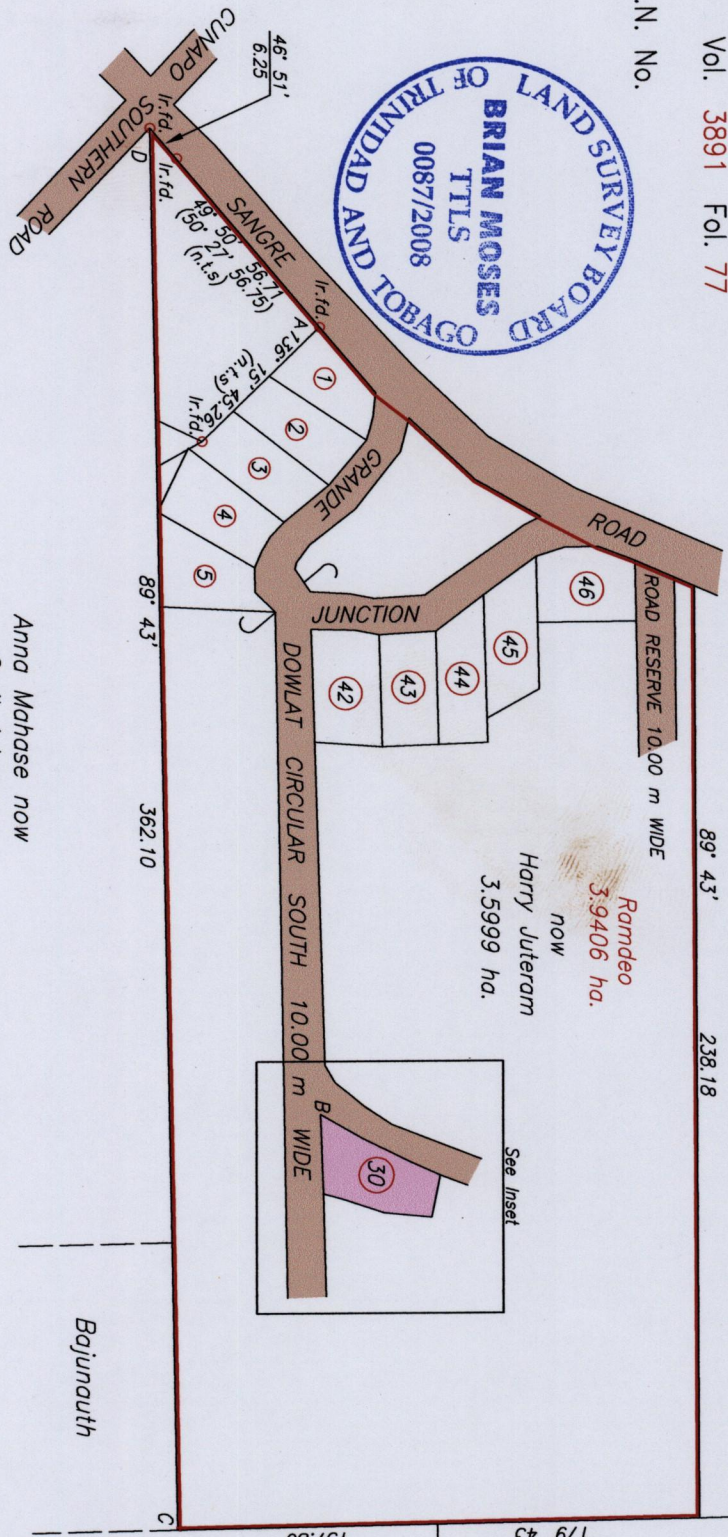 Vol. 3891 Fol. 77
.N. No.
LAND SURVEY BOARD
OF TRINIDAD AND TOBAGO
BRIAN MOSES
TTLS
0087/2008
CUNAPO
SOUTHERN ROAD
46° 51'
6.25
Ir.fd.
D
Ir.fd.
SANGRE
GRANDE
JUNCTION
ROAD
49° 50' 56.71
(50° 27' 56.75)
(n.t.s)
Ir.fd.
A
136° 15' 45.26
(n.t.s)
Ir.fd.
1
2
3
4
5
46
45
44
43
42
ROAD RESERVE 10.00 m WIDE
89° 43' 238.18
Ramdeo
3.9406 ha.
now
Harry Juteram
3.5999 ha.
DOWLAT CIRCULAR SOUTH 10.00 m WIDE
See Inset
B
30
89° 43' 362.10
C
Anna Mahase now
Bajunauth